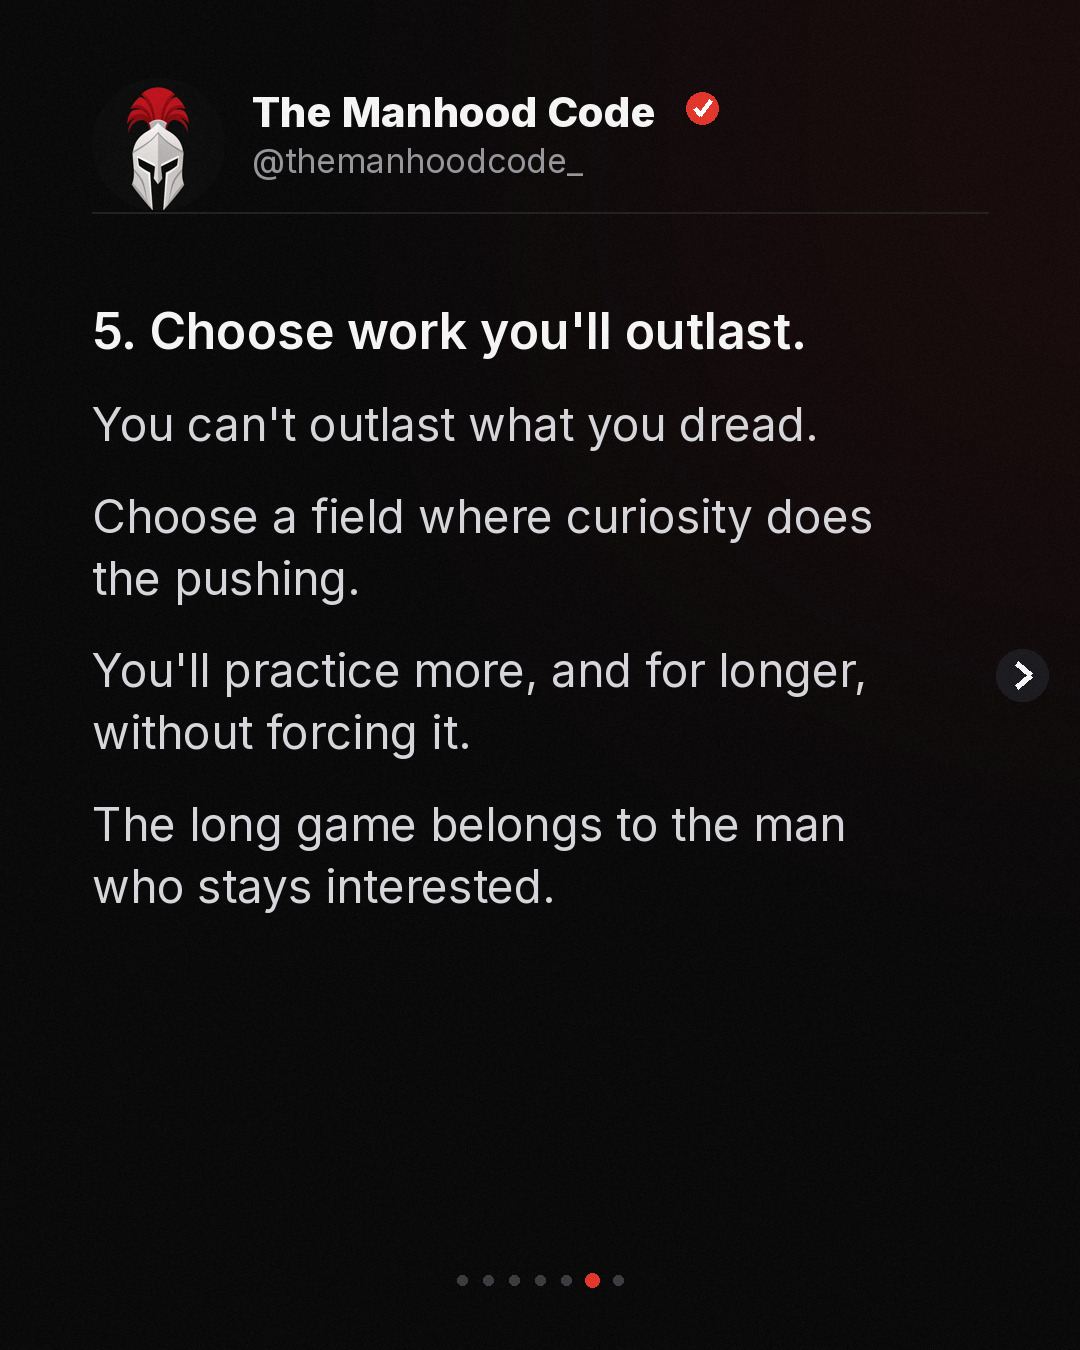 The Manhood Code
@themanhoodcode_
5. Choose work you'll outlast.
You can't outlast what you dread.
Choose a field where curiosity does
the pushing.
You'll practice more, and for longer,
without forcing it.
The long game belongs to the man
who stays interested.